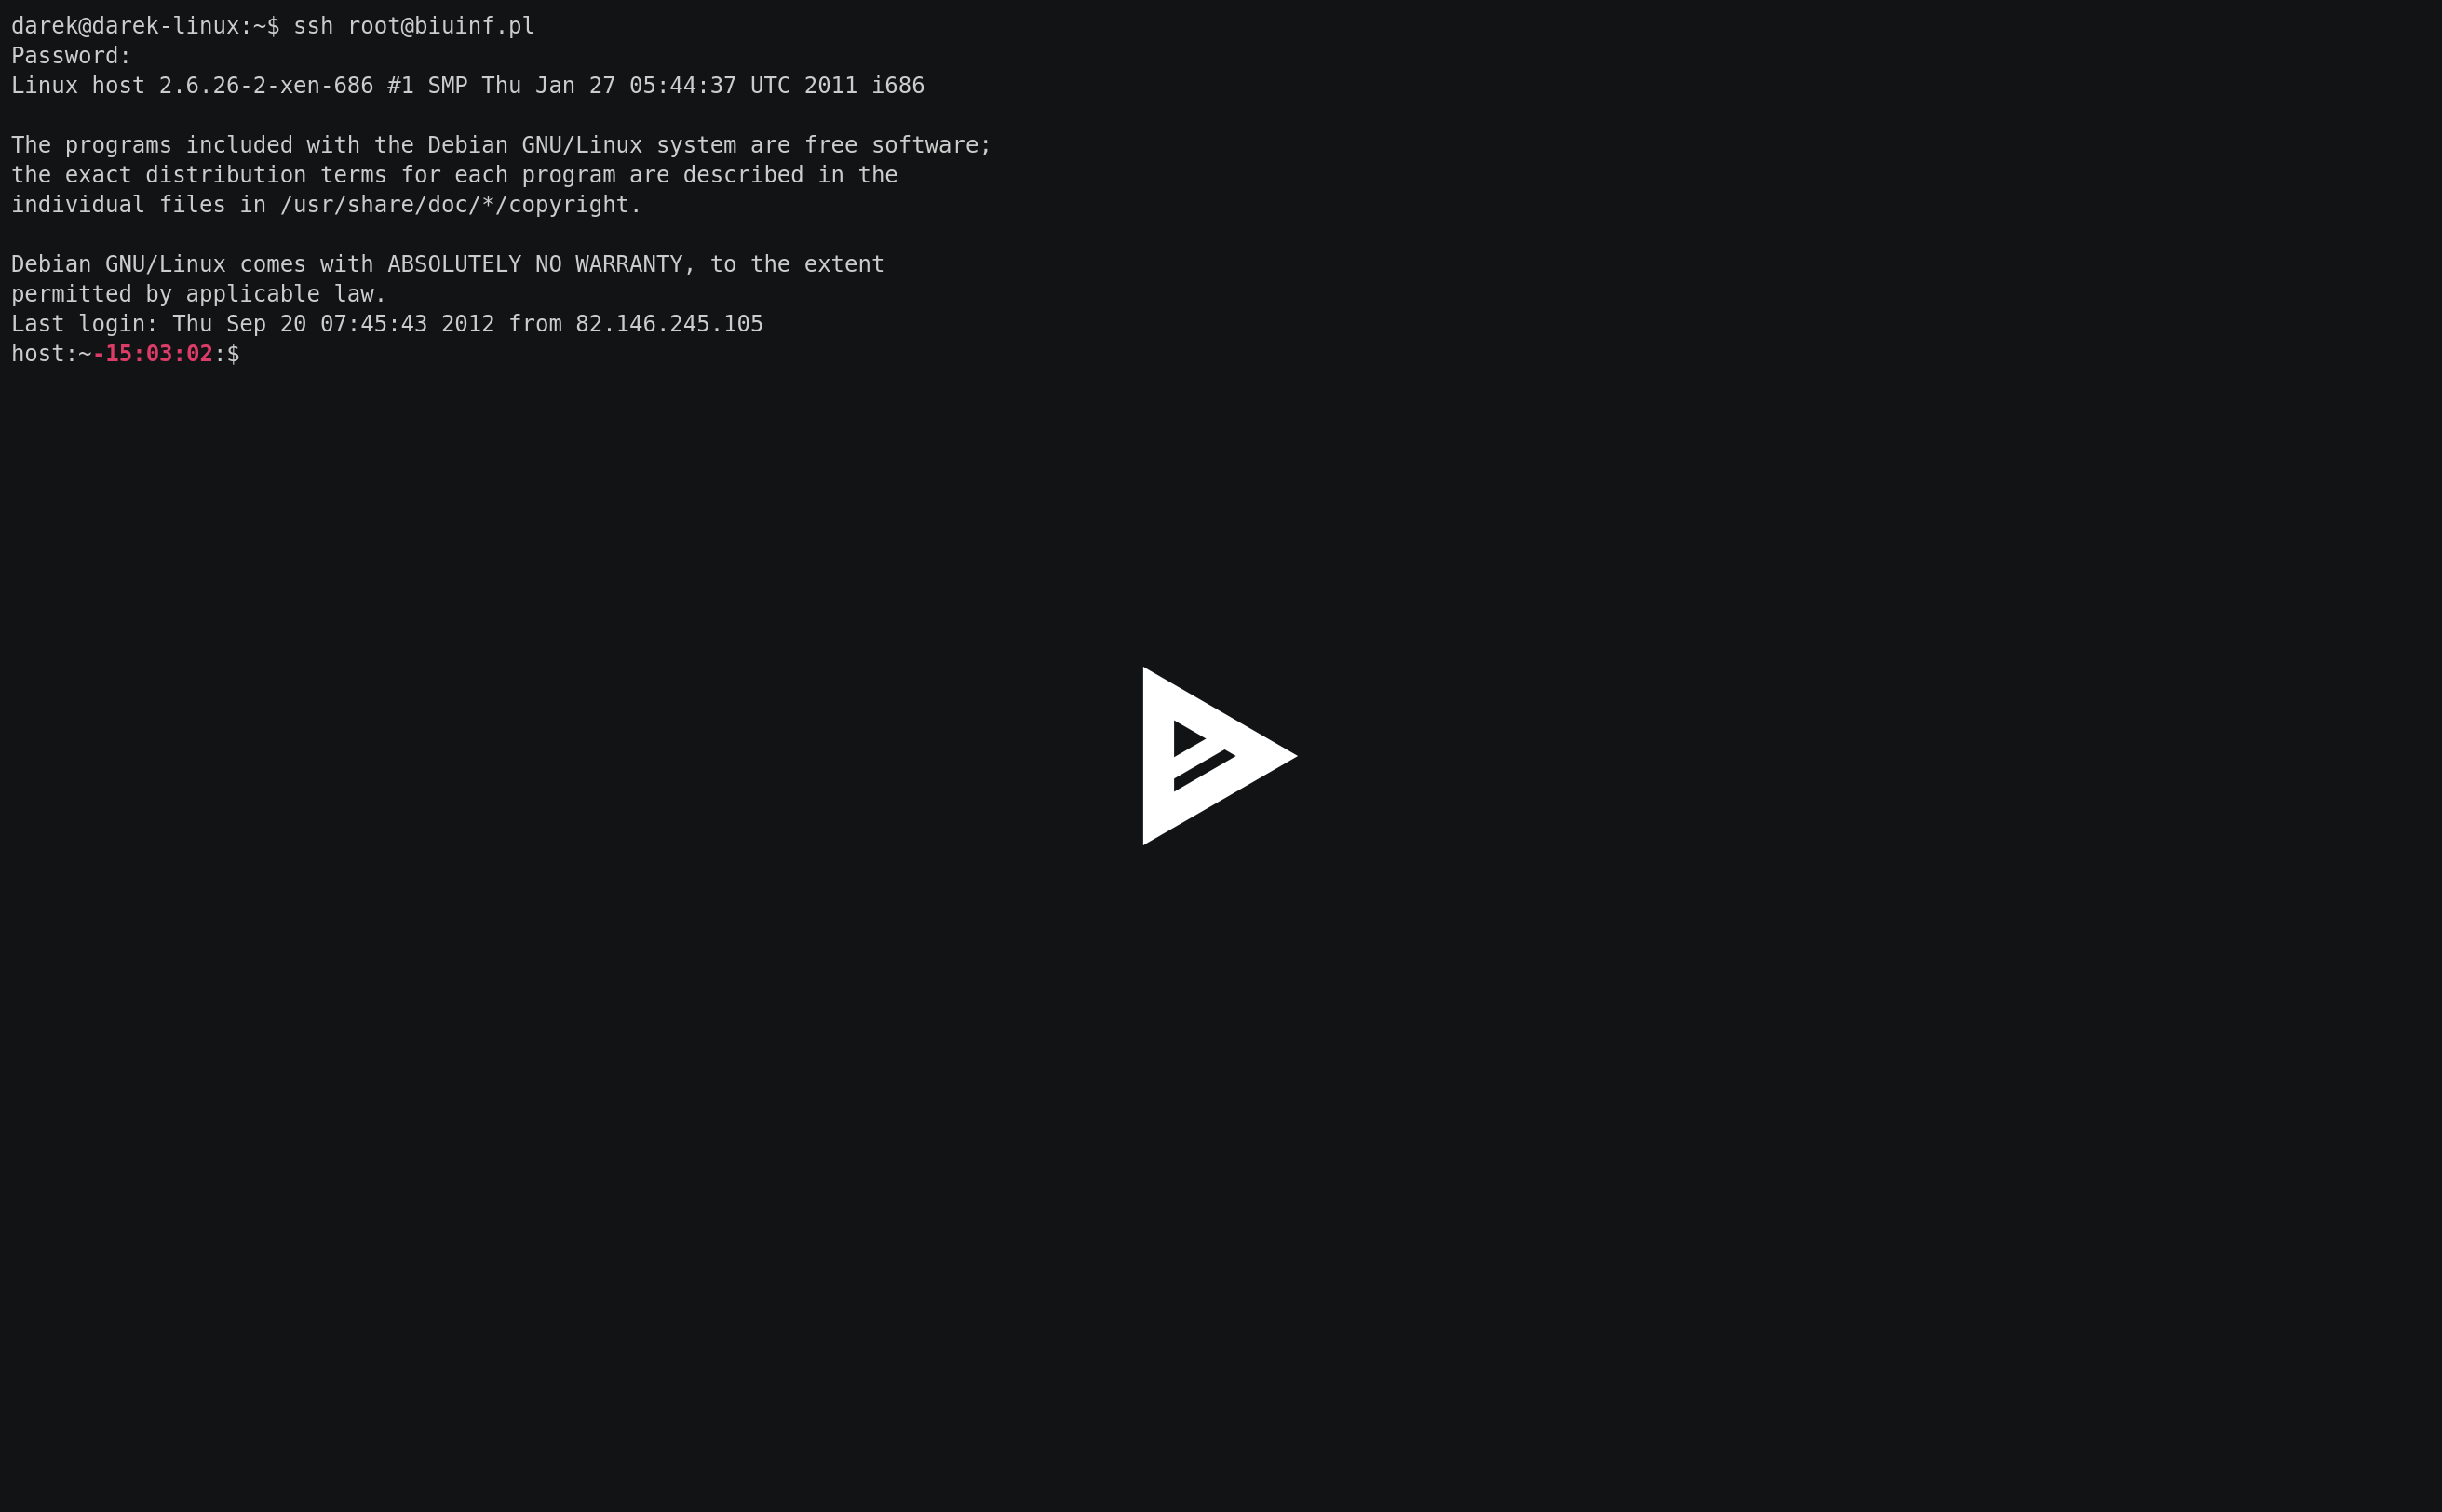 darek@darek-linux:~$ ssh root@biuinf.pl
Password:
Linux host 2.6.26-2-xen-686 #1 SMP Thu Jan 27 05:44:37 UTC 2011 i686
The programs included with the Debian GNU/Linux system are free software;
the exact distribution terms for each program are described in the
individual files in /usr/share/doc/*/copyright.
Debian GNU/Linux comes with ABSOLUTELY NO WARRANTY, to the extent
permitted by applicable law.
Last login: Thu Sep 20 07:45:43 2012 from 82.146.245.105
host:~-15:03:02:$